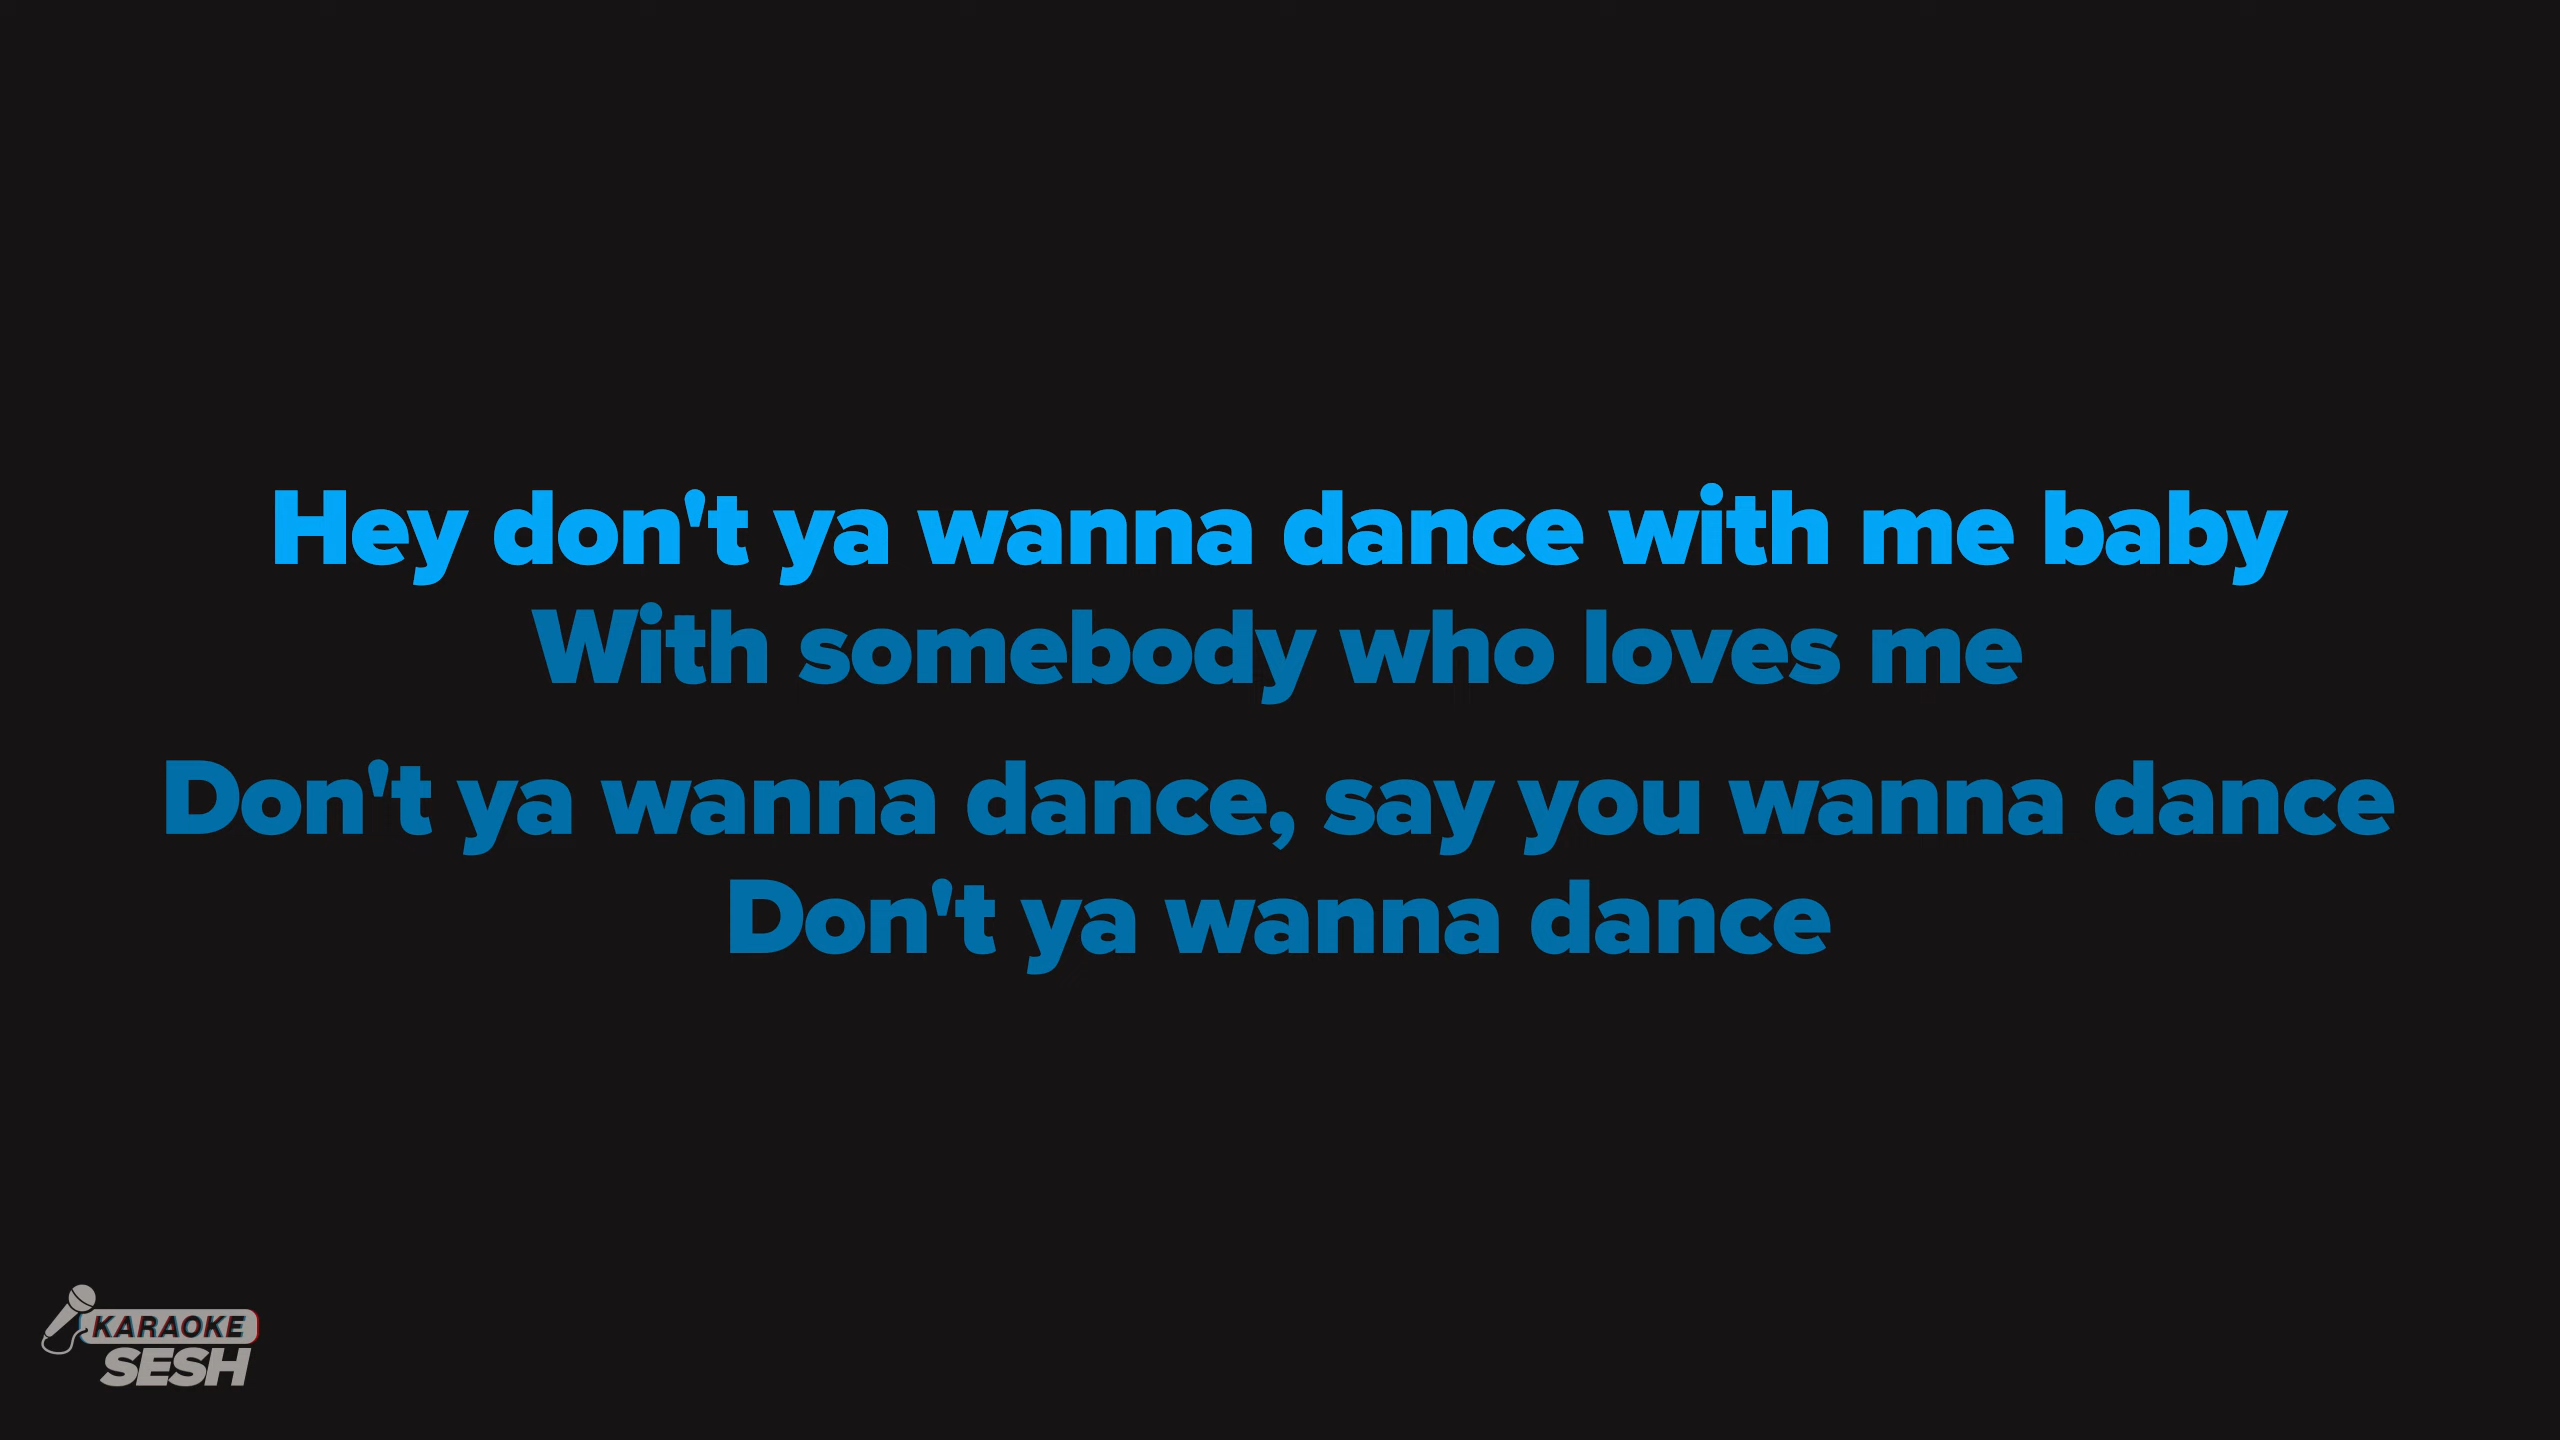 Hey don't ya wanna dance with me baby
With somebody who loves me
Don't ya wanna dance, say you wanna dance
Don't ya wanna dance
KARAOKE
SESH